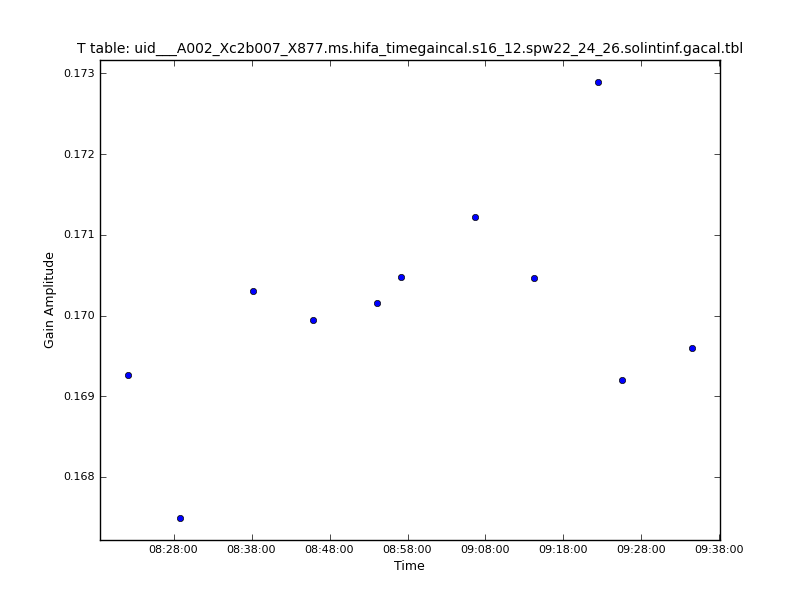 T table: uid___A002_Xc2b007_X877.ms.hifa_timegaincal.s16_12.spw22_24_26.solintinf.gacal.tbl
0.173
0.172
0.171
0.170
0.169
0.168
Gain Amplitude
08:28:00 08:38:00 08:48:00 08:58:00 09:08:00 09:18:00 09:28:00 09:38:00
Time